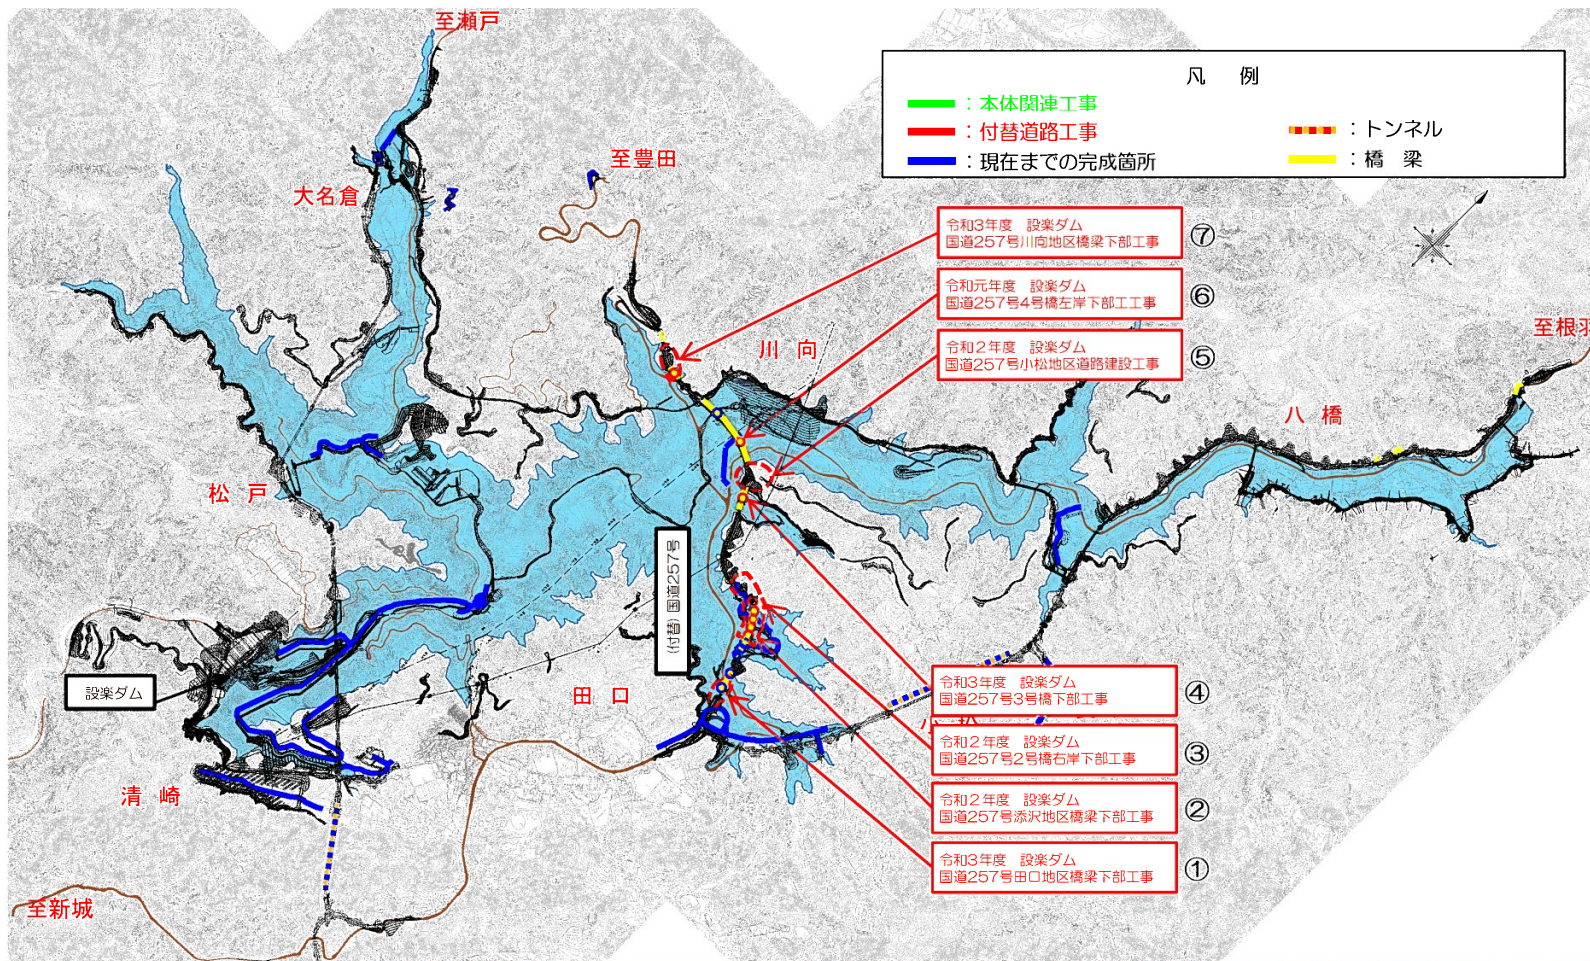 至瀬戸
凡　例
：本体関連工事
：付替道路工事
：トンネル
：現在までの完成箇所
：橋　梁
至豊田
大名倉
令和3年度　設楽ダム
国道257号川向地区橋梁下部工事
⑦
令和元年度　設楽ダム
国道257号4号橋左岸下部工工事
⑥
至根羽
川　向
令和２年度　設楽ダム
国道257号小松地区道路建設工事
⑤
八　橋
松　戸
(付替) 国道257号
設楽ダム
田　口
令和3年度　設楽ダム
国道257号3号橋下部工事
④
令和２年度　設楽ダム
国道257号2号橋右岸下部工事
③
清　崎
令和２年度　設楽ダム
国道257号添沢地区橋梁下部工事
②
令和3年度　設楽ダム
国道257号田口地区橋梁下部工事
①
至新城